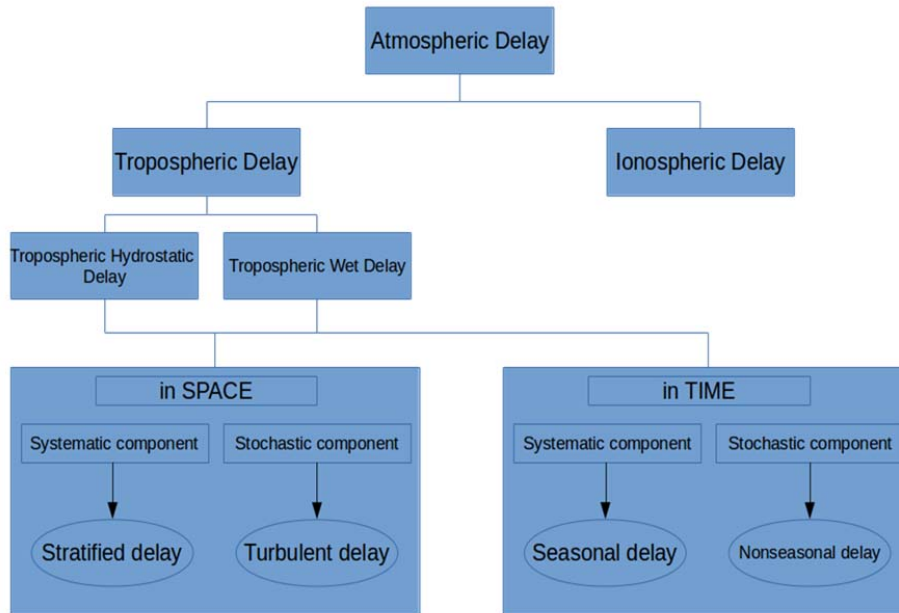 Atmospheric Delay
Tropospheric Delay
Ionospheric Delay
Tropospheric Hydrostatic
Delay
Tropospheric Wet Delay
in SPACE
Systematic component
Stochastic component
Stratified delay
Turbulent delay
in TIME
Systematic component
Stochastic component
Seasonal delay
Nonseasonal delay